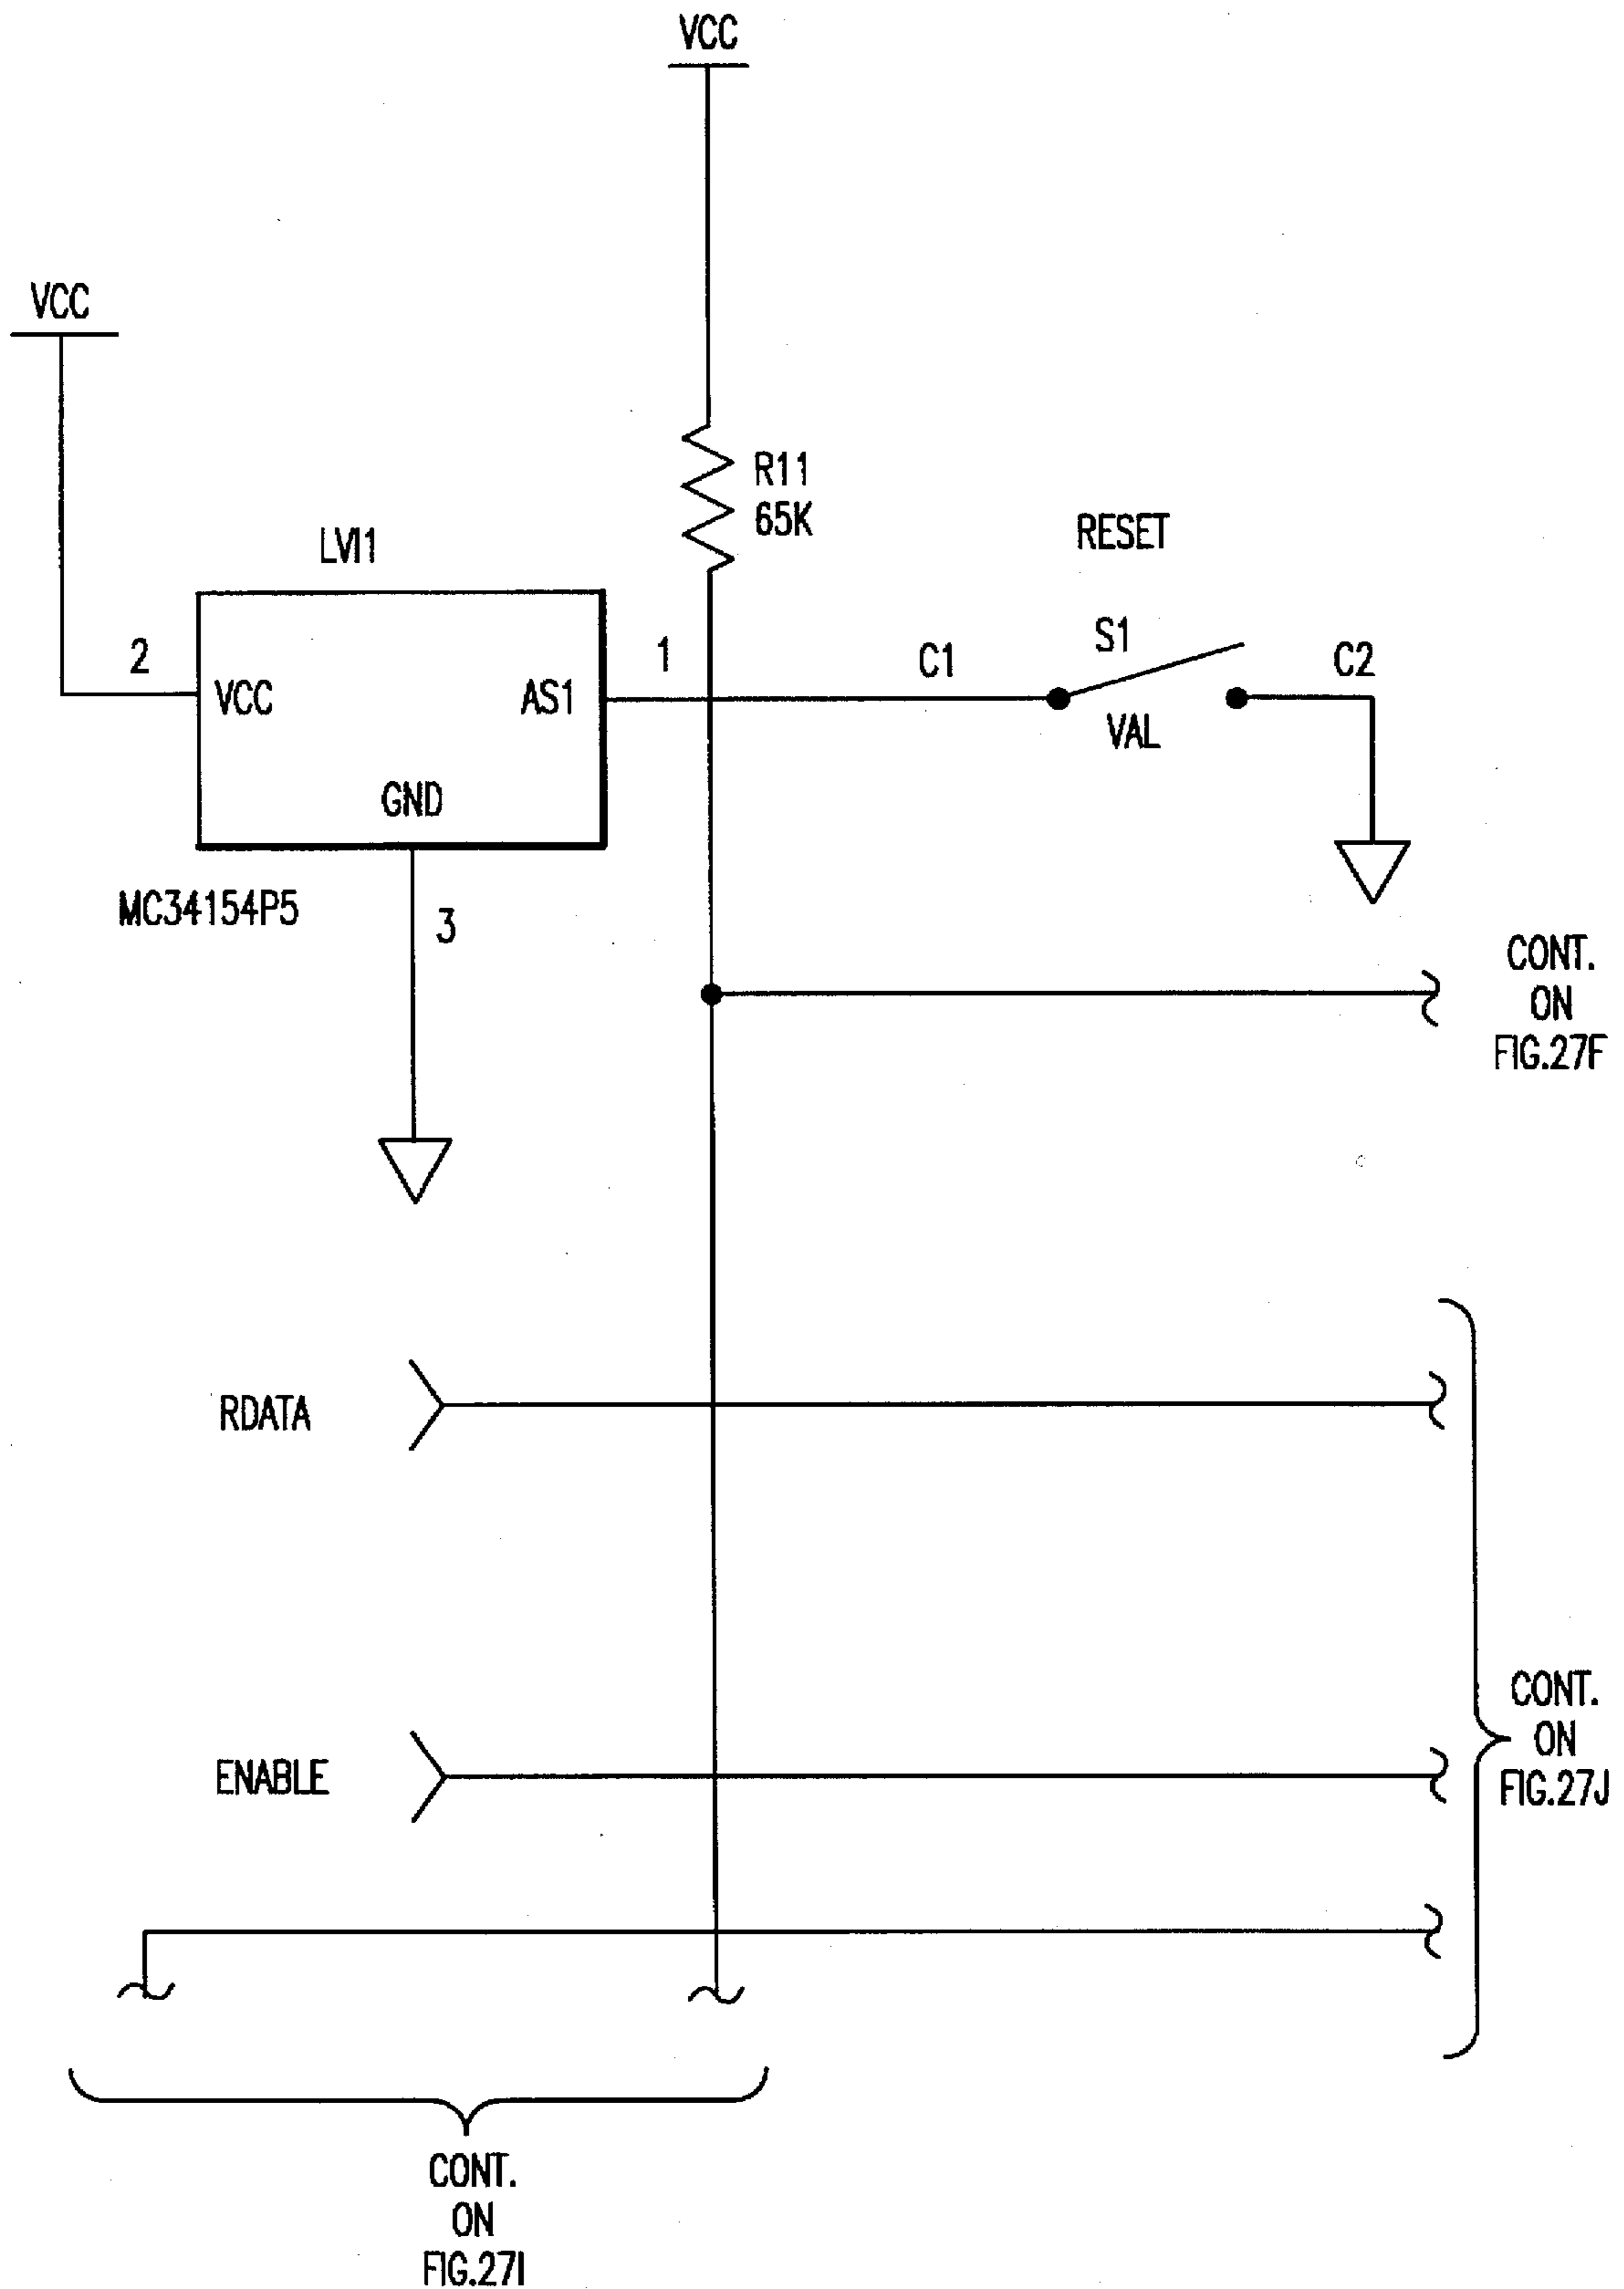 VCC
VCC
R11
65K
RESET
LVI1
S1
2
1
C1
C2
VCC
AS1
VAL
GND
MC34154P5
3
CONT.
ON
FIG.27F
RDATA
ENABLE
CONT.
ON
FIG.27J
CONT.
ON
FIG.27I